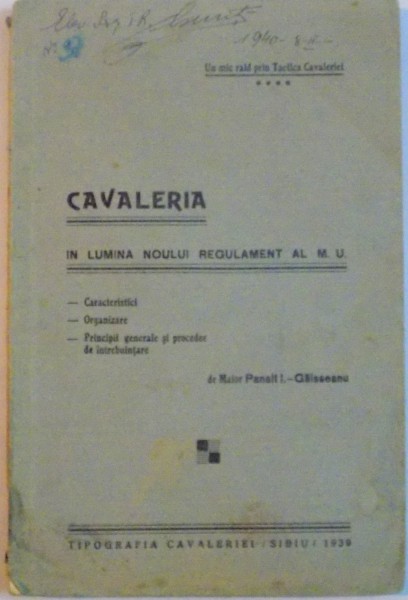 1940
Un mic raid prin Tactica Cavaleriei
****
CAVALERIA
IN LUMINA NOULUI REGULAMENT AL M. U.
— Caracteristici
— Organizare
— Principii generale și procedee
de întrebuințare
de Maior Panait I.-Gălășeanu
TIPOGRAFIA CAVALERIEI / SIBIU / 1939